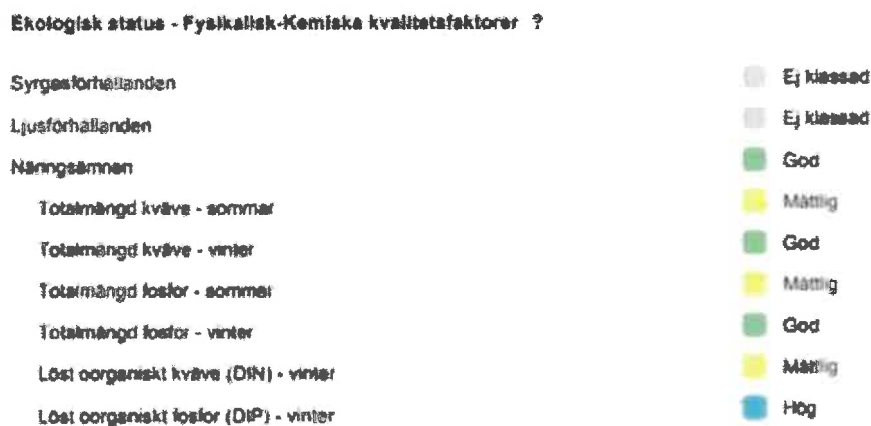 Ekologisk status - Fysikalisk-Kemiska kvalitetsfaktorer ?
Syrgasförhållanden Ej klassad
Ljusförhållanden Ej klassad
Näringsämnen God
Totalmängd kväve - sommar Måttlig
Totalmängd kväve - vinter God
Totalmängd fosfor - sommar Måttlig
Totalmängd fosfor - vinter God
Löst oorganiskt kväve (DIN) - vinter Måttlig
Löst oorganiskt fosfor (DIP) - vinter Hög